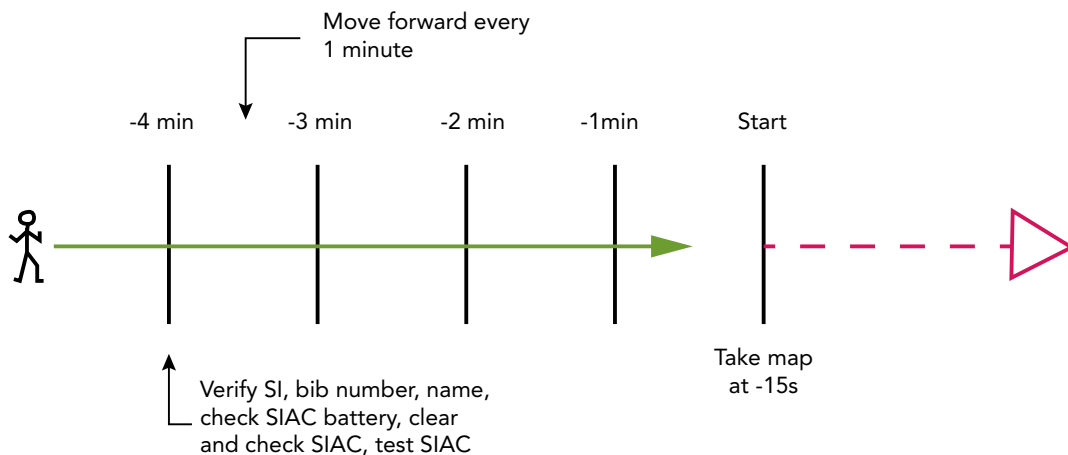 Move forward every
1 minute
-4 min
-3 min
-2 min
-1min
Start
Take map
at -15s
Verify SI, bib number, name,
check SIAC battery, clear
and check SIAC, test SIAC